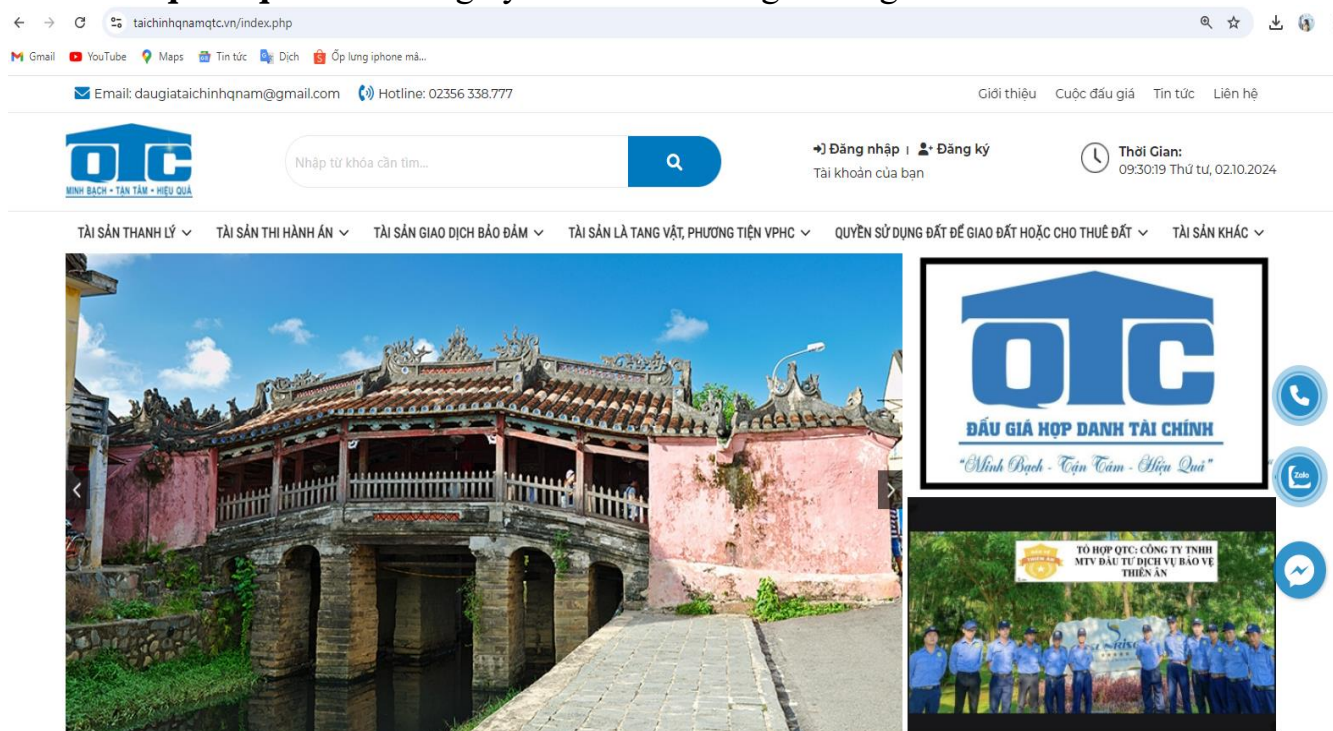 taichinhqnamqtc.vn/index.php
Gmail YouTube Maps Tin tức Dịch Ốp lưng iphone mà...
Email: daugiataichinhqnam@gmail.com Hotline: 02356 338.777 Giới thiệu Cuộc đấu giá Tin tức Liên hệ
QTC
MINH BẠCH - TẬN TÂM - HIỆU QUẢ
Nhập từ khóa cần tìm...
Đăng nhập | Đăng ký
Tài khoản của bạn
Thời Gian:
09:30:19 Thứ tư, 02.10.2024
TÀI SẢN THANH LÝ TÀI SẢN THI HÀNH ÁN TÀI SẢN GIAO DỊCH BẢO ĐẢM TÀI SẢN LÀ TANG VẬT, PHƯƠNG TIỆN VPHC QUYỀN SỬ DỤNG ĐẤT ĐỂ GIAO ĐẤT HOẶC CHO THUÊ ĐẤT TÀI SẢN KHÁC
QTC
ĐẤU GIÁ HỢP DANH TÀI CHÍNH
"Minh Bạch - Tận Tâm - Hiệu Quả"
Zalo
TỔ HỢP QTC: CÔNG TY TNHH
MTV ĐẦU TƯ DỊCH VỤ BẢO VỆ
THIÊN ÂN